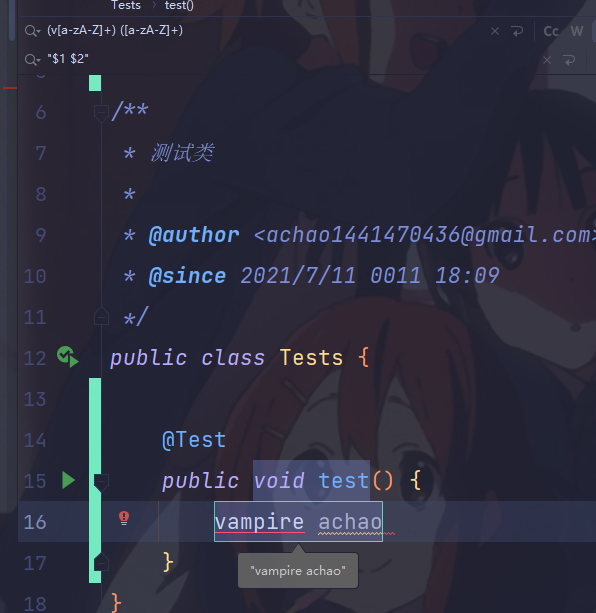 Tests › test()
(v[a-zA-Z]+) ([a-zA-Z]+)
Cc W
"$1 $2"
6 /**
7 * 测试类
8 *
9 * @author <achao1441470436@gmail.com>
10 * @since 2021/7/11 0011 18:09
11 */
12 public class Tests {
13
14 @Test
15 public void test() {
16 vampire achao
17 }
"vampire achao"
18 }